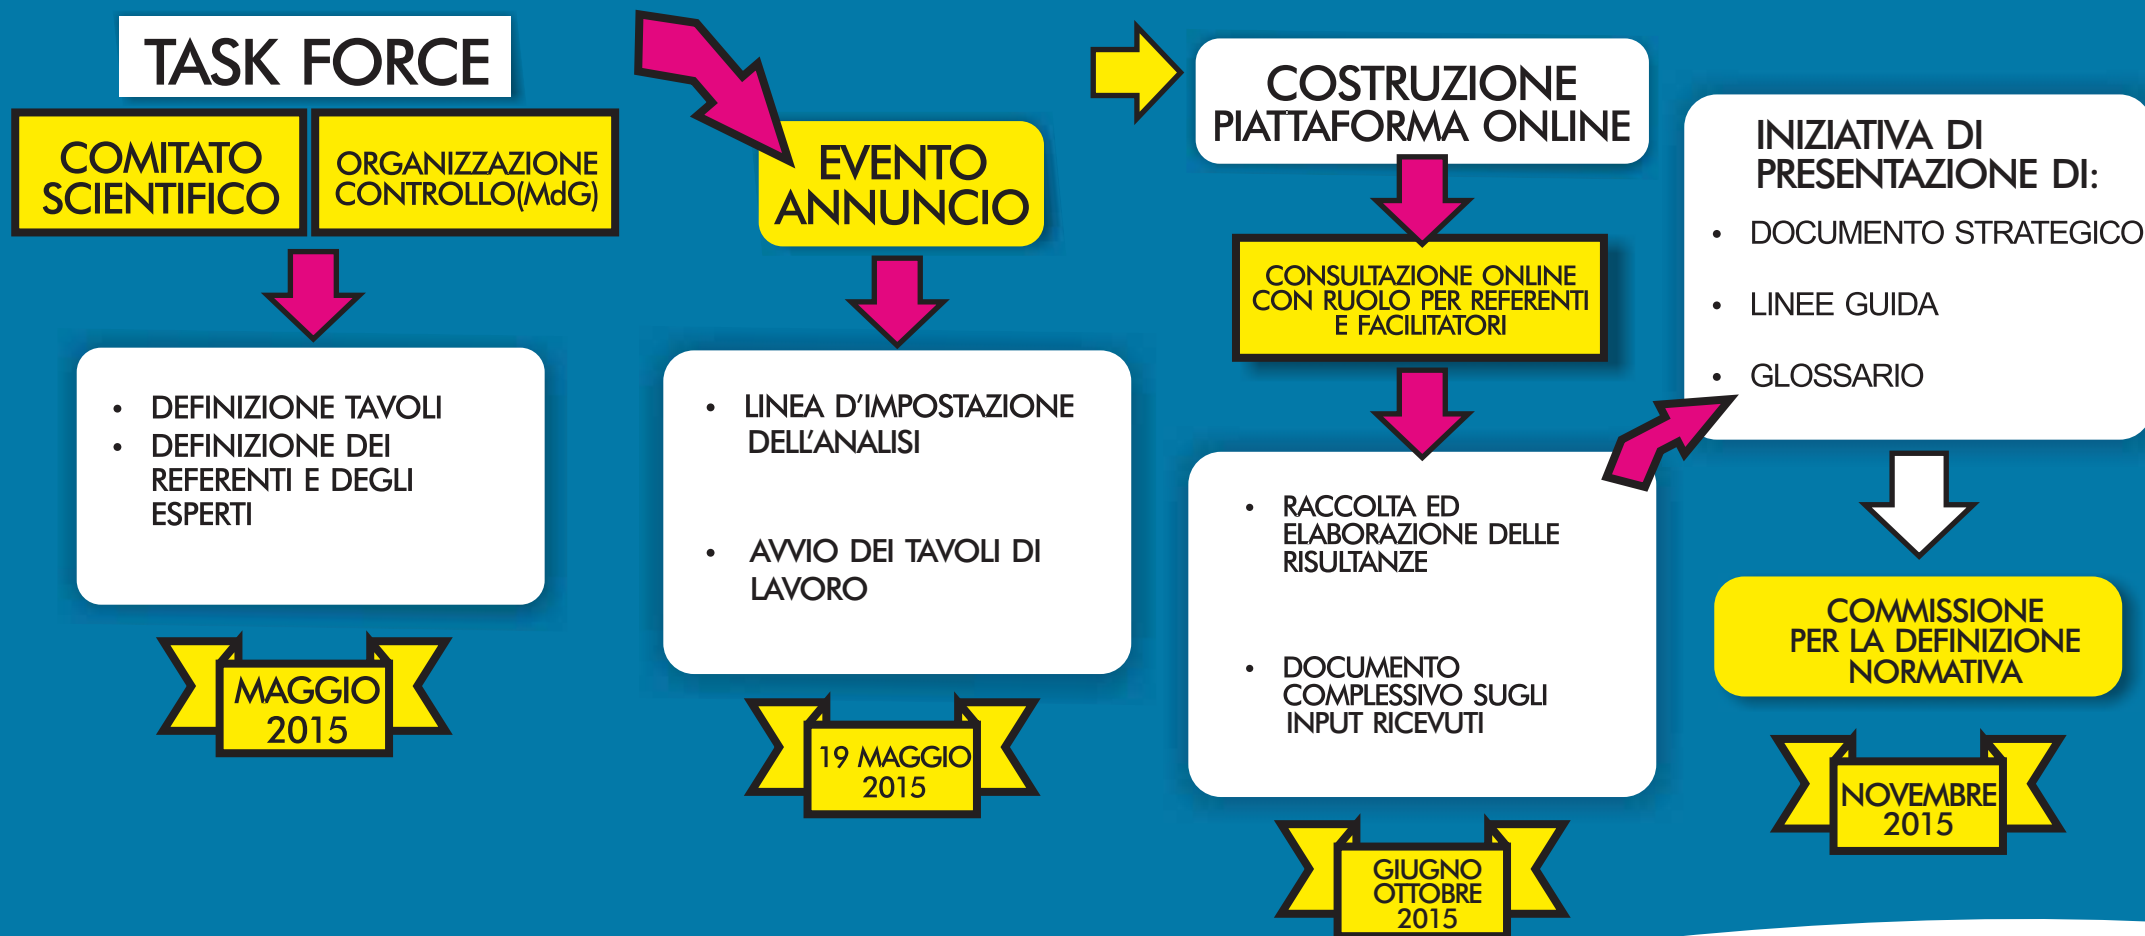 TASK FORCE
COMITATO
SCIENTIFICO
ORGANIZZAZIONE
CONTROLLO(MdG)
• DEFINIZIONE TAVOLI
• DEFINIZIONE DEI
REFERENTI E DEGLI
ESPERTI
MAGGIO
2015
EVENTO
ANNUNCIO
• LINEA D’IMPOSTAZIONE
DELL’ANALISI
• AVVIO DEI TAVOLI DI
LAVORO
19 MAGGIO
2015
COSTRUZIONE
PIATTAFORMA ONLINE
CONSULTAZIONE ONLINE
CON RUOLO PER REFERENTI
E FACILITATORI
• RACCOLTA ED
ELABORAZIONE DELLE
RISULTANZE
• DOCUMENTO
COMPLESSIVO SUGLI
INPUT RICEVUTI
GIUGNO
OTTOBRE
2015
INIZIATIVA DI
PRESENTAZIONE DI:
• DOCUMENTO STRATEGICO
• LINEE GUIDA
• GLOSSARIO
COMMISSIONE
PER LA DEFINIZIONE
NORMATIVA
NOVEMBRE
2015